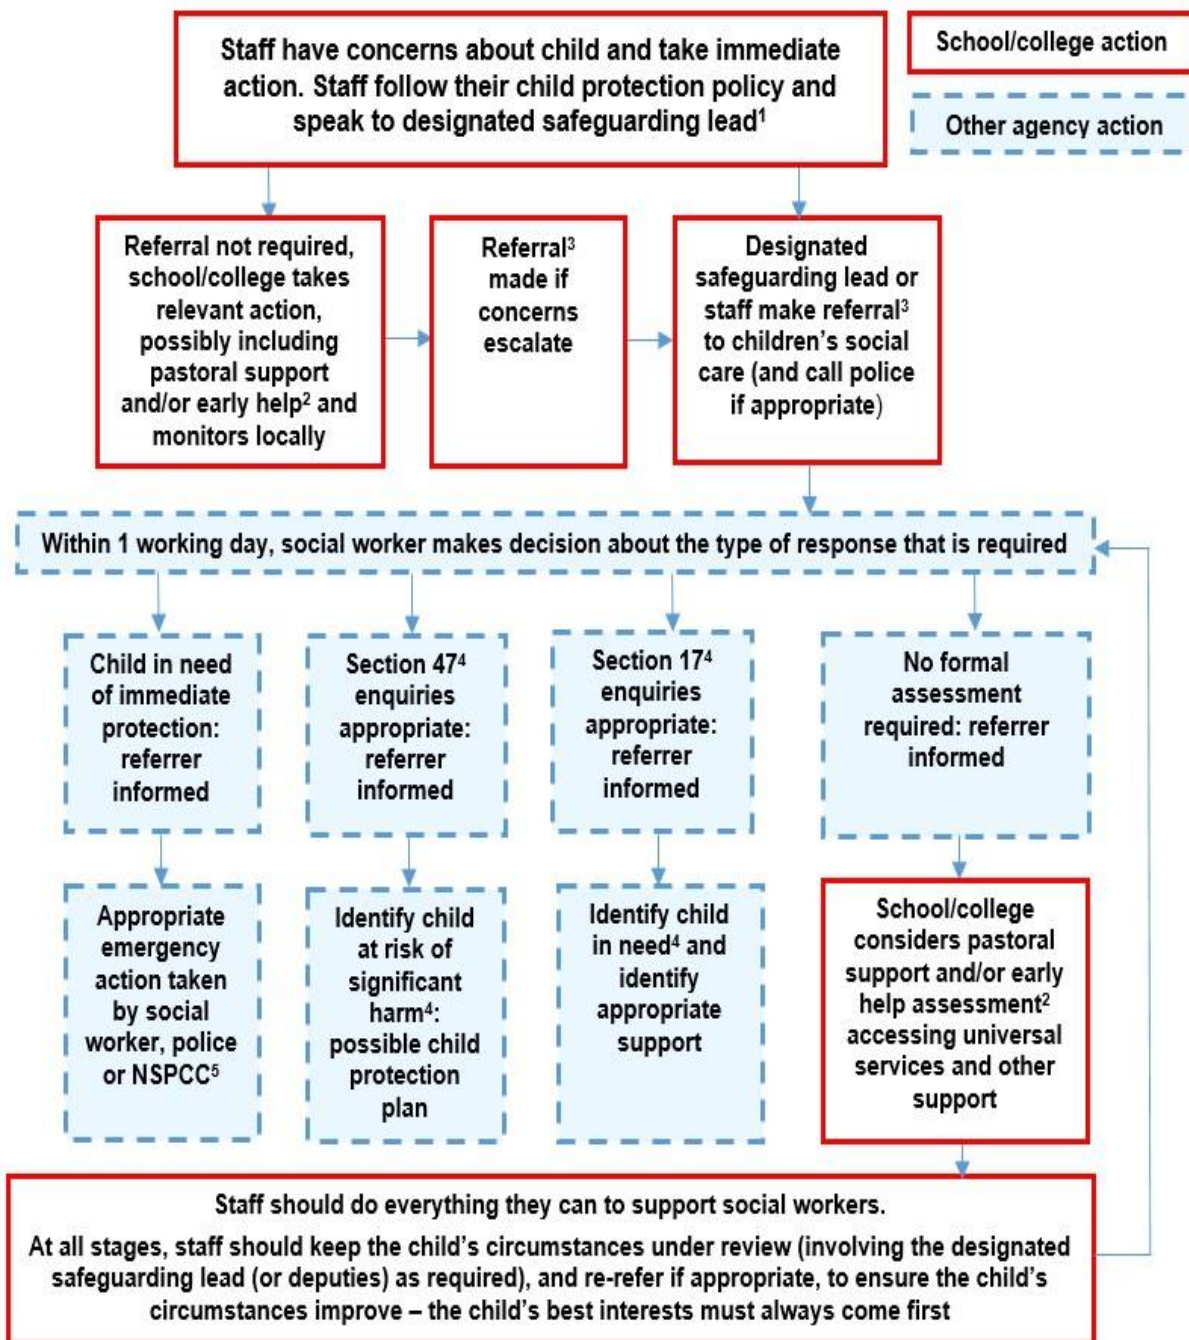 Staff have concerns about child and take immediate
action. Staff follow their child protection policy and
speak to designated safeguarding lead¹
School/college action
Other agency action
Referral not required,
school/college takes
relevant action,
possibly including
pastoral support
and/or early help² and
monitors locally
Referral³
made if
concerns
escalate
Designated
safeguarding lead or
staff make referral³
to children's social
care (and call police
if appropriate)
Within 1 working day, social worker makes decision about the type of response that is required
Child in need
of immediate
protection:
referrer
informed
Section 47⁴
enquiries
appropriate:
referrer
informed
Section 17⁴
enquiries
appropriate:
referrer
informed
No formal
assessment
required: referrer
informed
Appropriate
emergency
action taken
by social
worker, police
or NSPCC⁵
Identify child
at risk of
significant
harm⁴:
possible child
protection
plan
Identify child
in need⁴ and
identify
appropriate
support
School/college
considers pastoral
support and/or early
help assessment²
accessing universal
services and other
support
Staff should do everything they can to support social workers.
At all stages, staff should keep the child's circumstances under review (involving the designated
safeguarding lead (or deputies) as required), and re-refer if appropriate, to ensure the child's
circumstances improve – the child's best interests must always come first